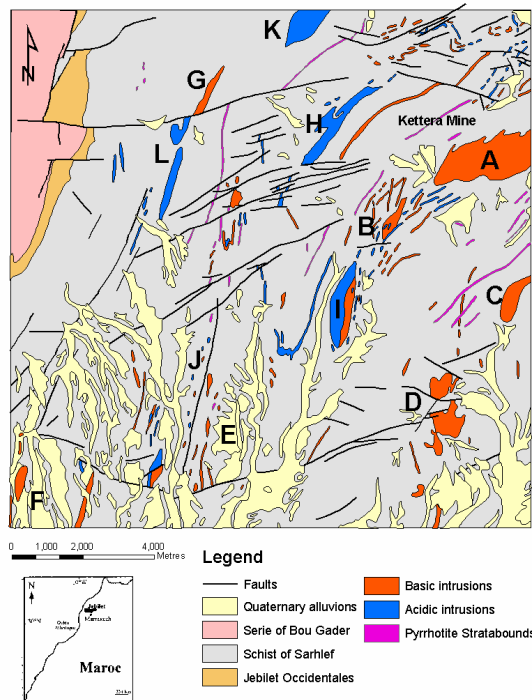 K
N
G
H
Kettera Mine
L
A
B
I
C
J
D
E
F
0 1,000 2,000 4,000
Metres
Legend
Faults
Quaternary alluvions
Serie of Bou Gader
Schist of Sarhlef
Jebilet Occidentales
Basic intrusions
Acidic intrusions
Pyrrhotite Stratabounds
N
Jebilet
Marrakech
Maroc